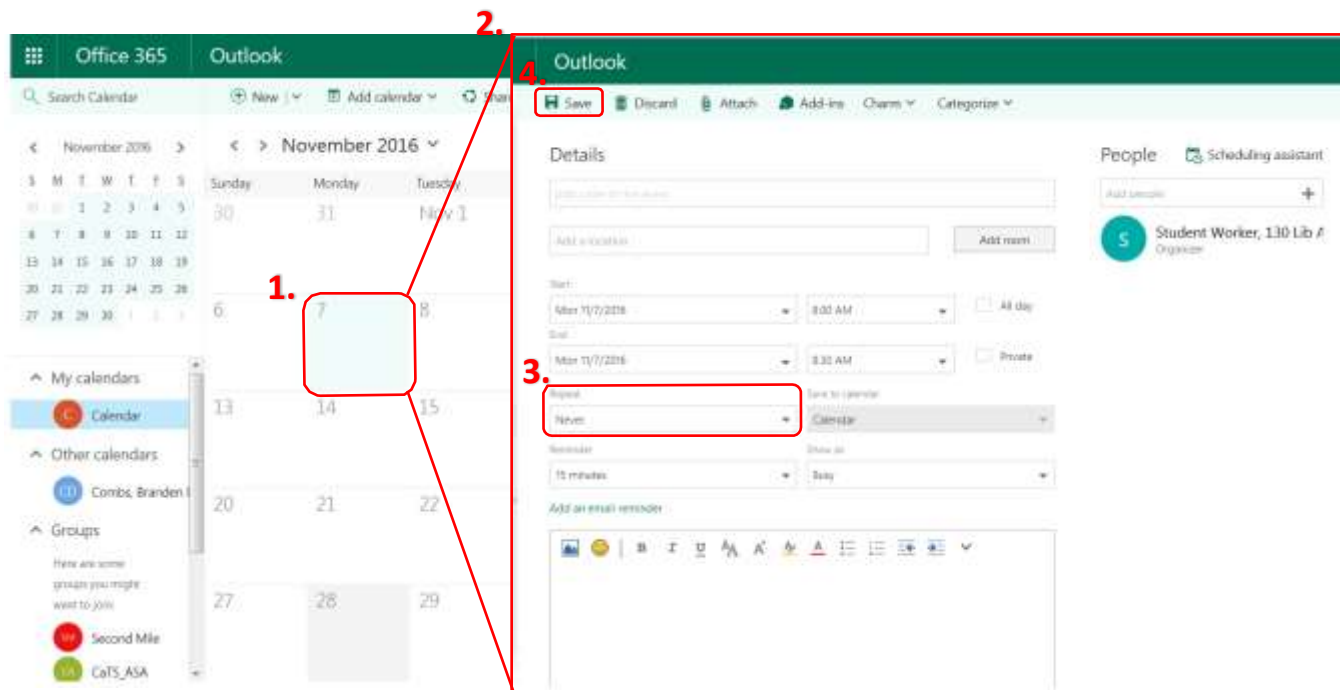 2.
Office 365 Outlook
Search Calendar New Add calendar Share
November 2016
S M T W T F S
1 2 3 4 5
6 7 8 9 10 11 12
13 14 15 16 17 18 19
20 21 22 23 24 25 26
27 28 29 30
My calendars
C Calendar
Other calendars
CD Combs, Branden
Groups
Here are some
groups you might
want to join:
Second Mile
CaTS_ASA
November 2016
Sunday Monday Tuesday
30 31 Nov 1
1.
6 7 8
13 14 15
20 21 22
27 28 29
Outlook
4.
Save Discard Attach Add-ins Charm Categorize
Details
Add a location Add room
Start
Mon 11/7/2016 8:00 AM All day
End
Mon 11/7/2016 8:30 AM Private
3.
Repeat Save to calendar
Never Calendar
Reminder Show as
15 minutes Busy
Add an email reminder
B I U
People Scheduling assistant
Add people
S Student Worker, 130 Lib
Organizer